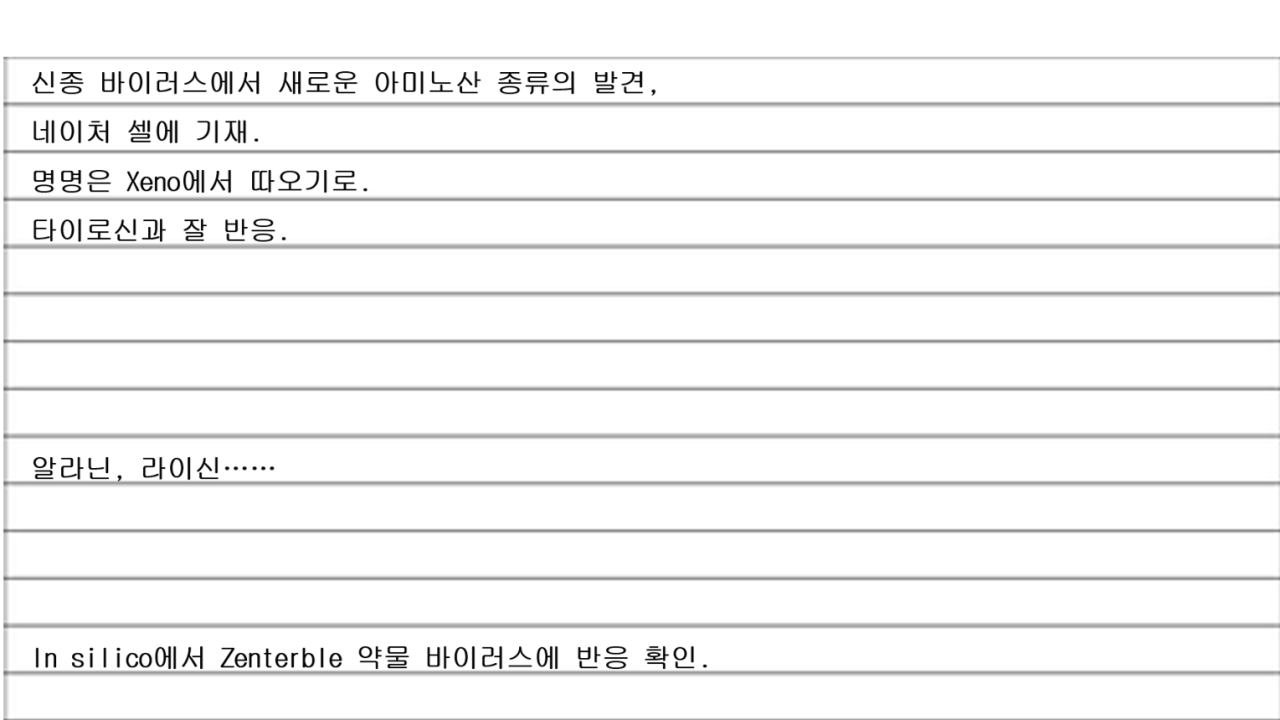 신종 바이러스에서 새로운 아미노산 종류의 발견,
네이처 셀에 기재.
명명은 Xeno에서 따오기로.
타이로신과 잘 반응.
알라닌, 라이신……
In silico에서 Zenterble 약물 바이러스에 반응 확인.